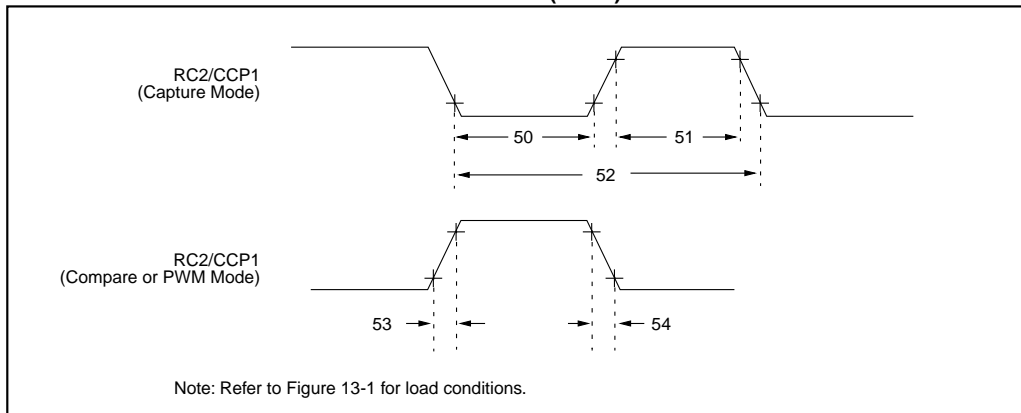 RC2/CCP1
(Capture Mode)
50
51
52
RC2/CCP1
(Compare or PWM Mode)
53
54
Note: Refer to Figure 13-1 for load conditions.